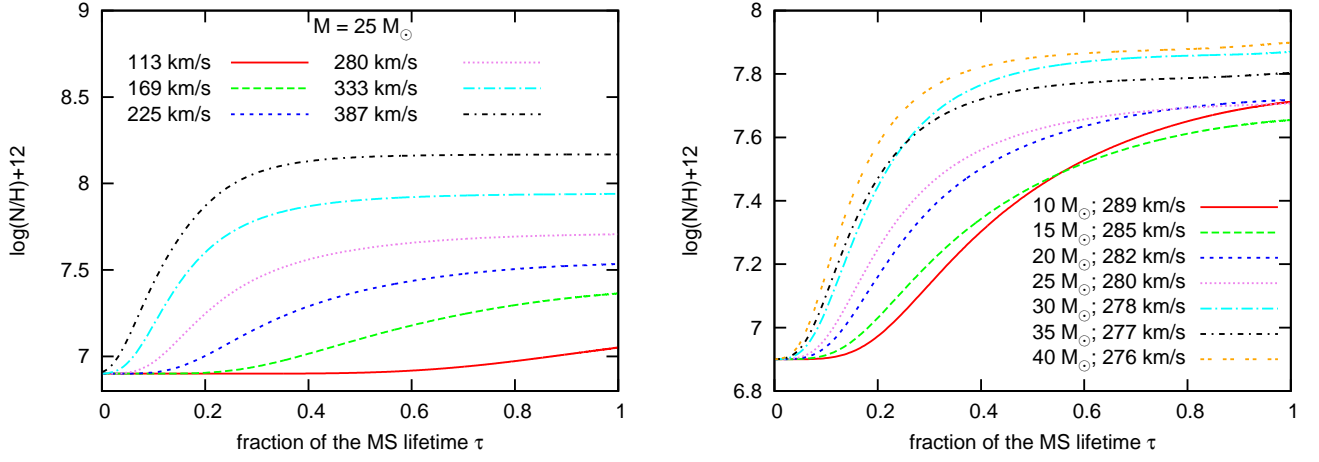 9
8.5
8
7.5
7
0
0.2
0.4
0.6
0.8
1
log(N/H)+12
fraction of the MS lifetime τ
M = 25 M☉
113 km/s
169 km/s
225 km/s
280 km/s
333 km/s
387 km/s
8
7.8
7.6
7.4
7.2
7
6.8
0
0.2
0.4
0.6
0.8
1
log(N/H)+12
fraction of the MS lifetime τ
10 M☉; 289 km/s
15 M☉; 285 km/s
20 M☉; 282 km/s
25 M☉; 280 km/s
30 M☉; 278 km/s
35 M☉; 277 km/s
40 M☉; 276 km/s